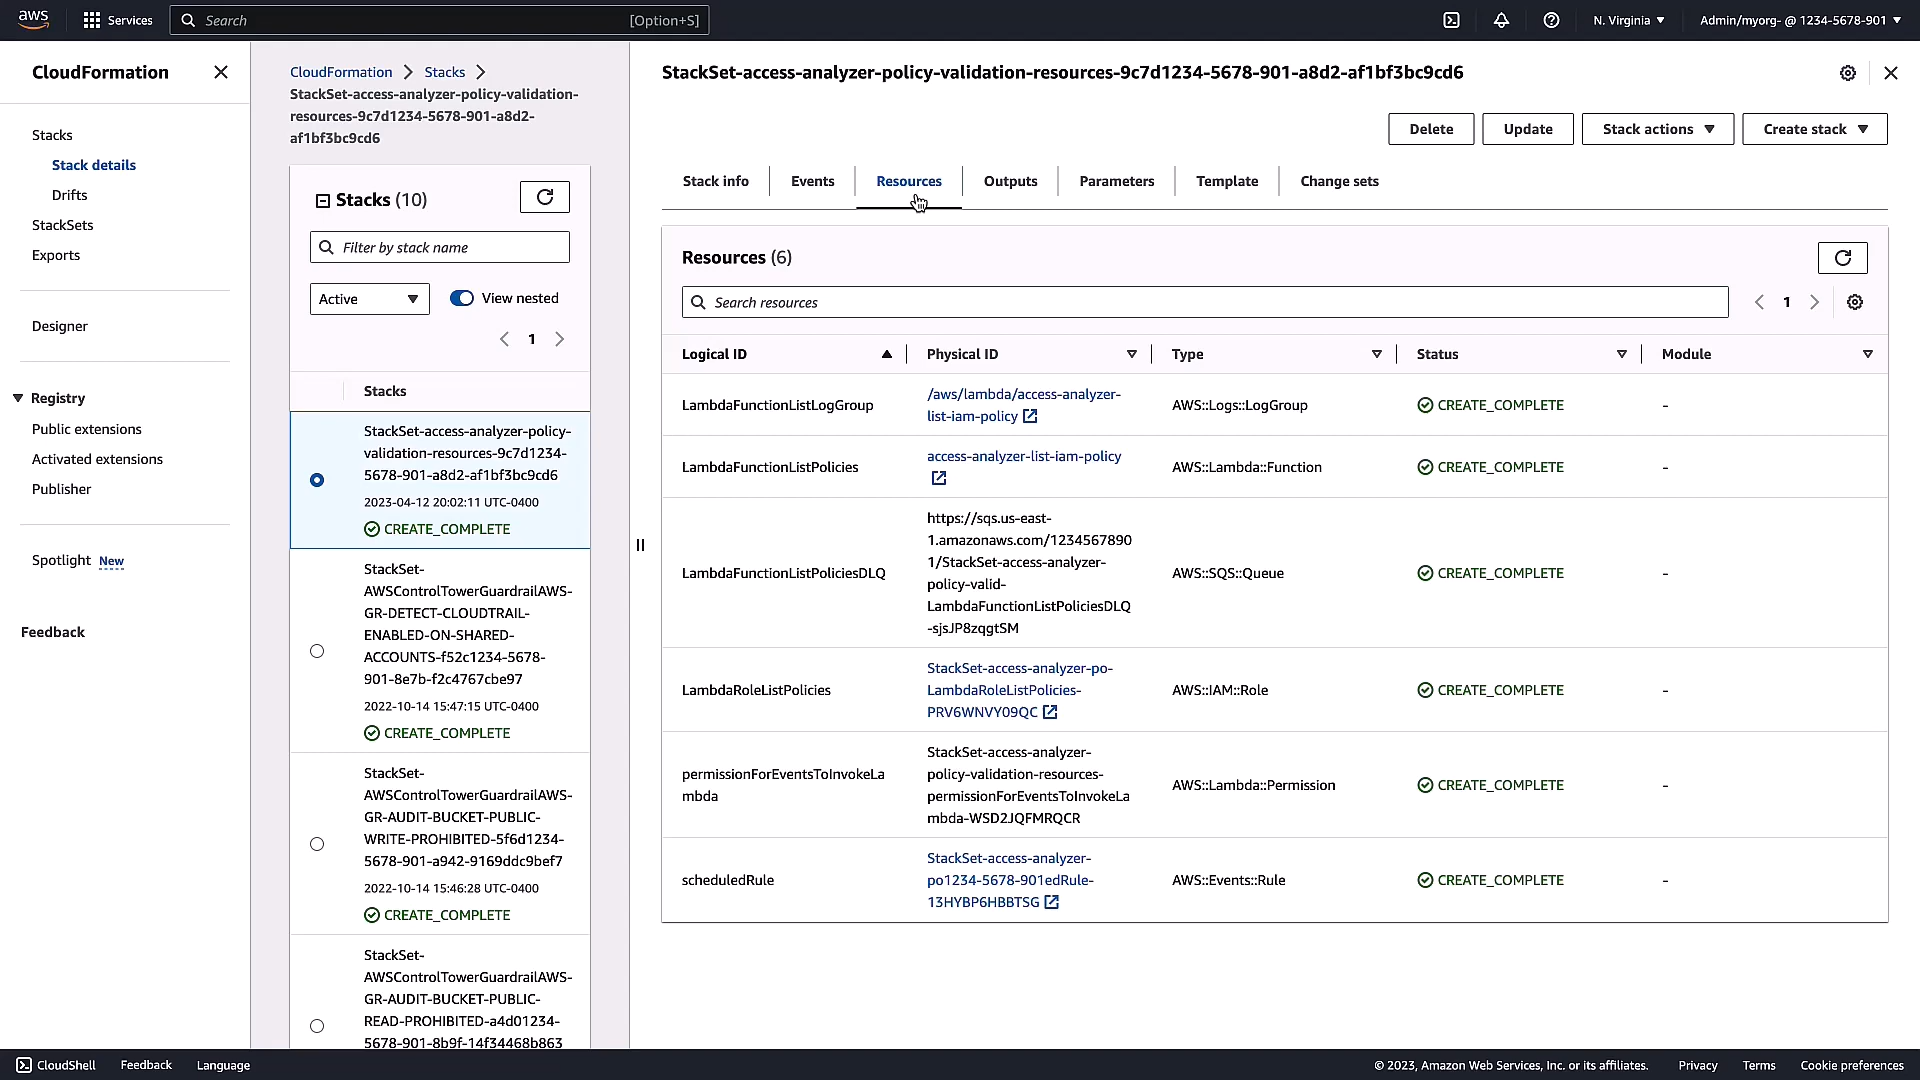 aws
Services
Search
[Option+S]
N. Virginia
Admin/myorg- @ 1234-5678-901
CloudFormation
Stacks
Stack details
Drifts
StackSets
Exports
Designer
Registry
Public extensions
Activated extensions
Publisher
Spotlight New
Feedback
CloudFormation
Stacks
StackSet-access-analyzer-policy-validation-
resources-9c7d1234-5678-901-a8d2-
af1bf3bc9cd6
Stacks (10)
Filter by stack name
Active
View nested
1
Stacks
StackSet-access-analyzer-policy-
validation-resources-9c7d1234-
5678-901-a8d2-af1bf3bc9cd6
2023-04-12 20:02:11 UTC-0400
CREATE_COMPLETE
StackSet-
AWSControlTowerGuardrailAWS-
GR-DETECT-CLOUDTRAIL-
ENABLED-ON-SHARED-
ACCOUNTS-f52c1234-5678-
901-8e7b-f2c4767cbe97
2022-10-14 15:47:15 UTC-0400
CREATE_COMPLETE
StackSet-
AWSControlTowerGuardrailAWS-
GR-AUDIT-BUCKET-PUBLIC-
WRITE-PROHIBITED-5f6d1234-
5678-901-a942-9169ddc9bef7
2022-10-14 15:46:28 UTC-0400
CREATE_COMPLETE
StackSet-
AWSControlTowerGuardrailAWS-
GR-AUDIT-BUCKET-PUBLIC-
READ-PROHIBITED-a4d01234-
5678-901-8b9f-14f34468b863
StackSet-access-analyzer-policy-validation-resources-9c7d1234-5678-901-a8d2-af1bf3bc9cd6
Delete
Update
Stack actions
Create stack
Stack info
Events
Resources
Outputs
Parameters
Template
Change sets
Resources (6)
Search resources
1
Logical ID
Physical ID
Type
Status
Module
LambdaFunctionListLogGroup
/aws/lambda/access-analyzer-
list-iam-policy
AWS::Logs::LogGroup
CREATE_COMPLETE
-
LambdaFunctionListPolicies
access-analyzer-list-iam-policy
AWS::Lambda::Function
CREATE_COMPLETE
-
LambdaFunctionListPoliciesDLQ
https://sqs.us-east-
1.amazonaws.com/1234567890
1/StackSet-access-analyzer-
policy-valid-
LambdaFunctionListPoliciesDLQ
-sjsJP8zqgtSM
AWS::SQS::Queue
CREATE_COMPLETE
-
LambdaRoleListPolicies
StackSet-access-analyzer-po-
LambdaRoleListPolicies-
PRV6WNVY09QC
AWS::IAM::Role
CREATE_COMPLETE
-
permissionForEventsToInvokeLa
mbda
StackSet-access-analyzer-
policy-validation-resources-
permissionForEventsToInvokeLa
mbda-WSD2JQFMRQCR
AWS::Lambda::Permission
CREATE_COMPLETE
-
scheduledRule
StackSet-access-analyzer-
po1234-5678-901edRule-
13HYBP6HBBTSG
AWS::Events::Rule
CREATE_COMPLETE
-
CloudShell
Feedback
Language
© 2023, Amazon Web Services, Inc. or its affiliates.
Privacy
Terms
Cookie preferences